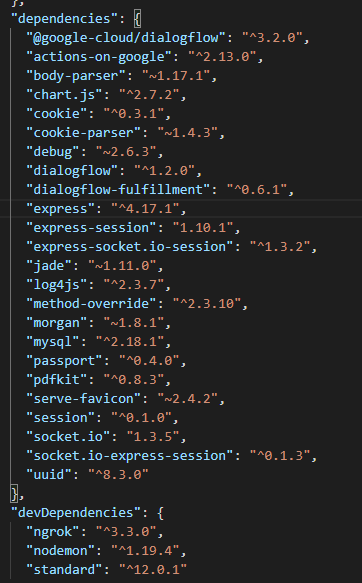 },
"dependencies": {
"@google-cloud/dialogflow": "^3.2.0",
"actions-on-google": "^2.13.0",
"body-parser": "~1.17.1",
"chart.js": "^2.7.2",
"cookie": "^0.3.1",
"cookie-parser": "~1.4.3",
"debug": "~2.6.3",
"dialogflow": "^1.2.0",
"dialogflow-fulfillment": "^0.6.1",
"express": "^4.17.1",
"express-session": "1.10.1",
"express-socket.io-session": "^1.3.2",
"jade": "~1.11.0",
"log4js": "^2.3.7",
"method-override": "^2.3.10",
"morgan": "~1.8.1",
"mysql": "^2.18.1",
"passport": "^0.4.0",
"pdfkit": "^0.8.3",
"serve-favicon": "~2.4.2",
"session": "^0.1.0",
"socket.io": "1.3.5",
"socket.io-express-session": "^0.1.3",
"uuid": "^8.3.0"
},
"devDependencies": {
"ngrok": "^3.3.0",
"nodemon": "^1.19.4",
"standard": "^12.0.1"